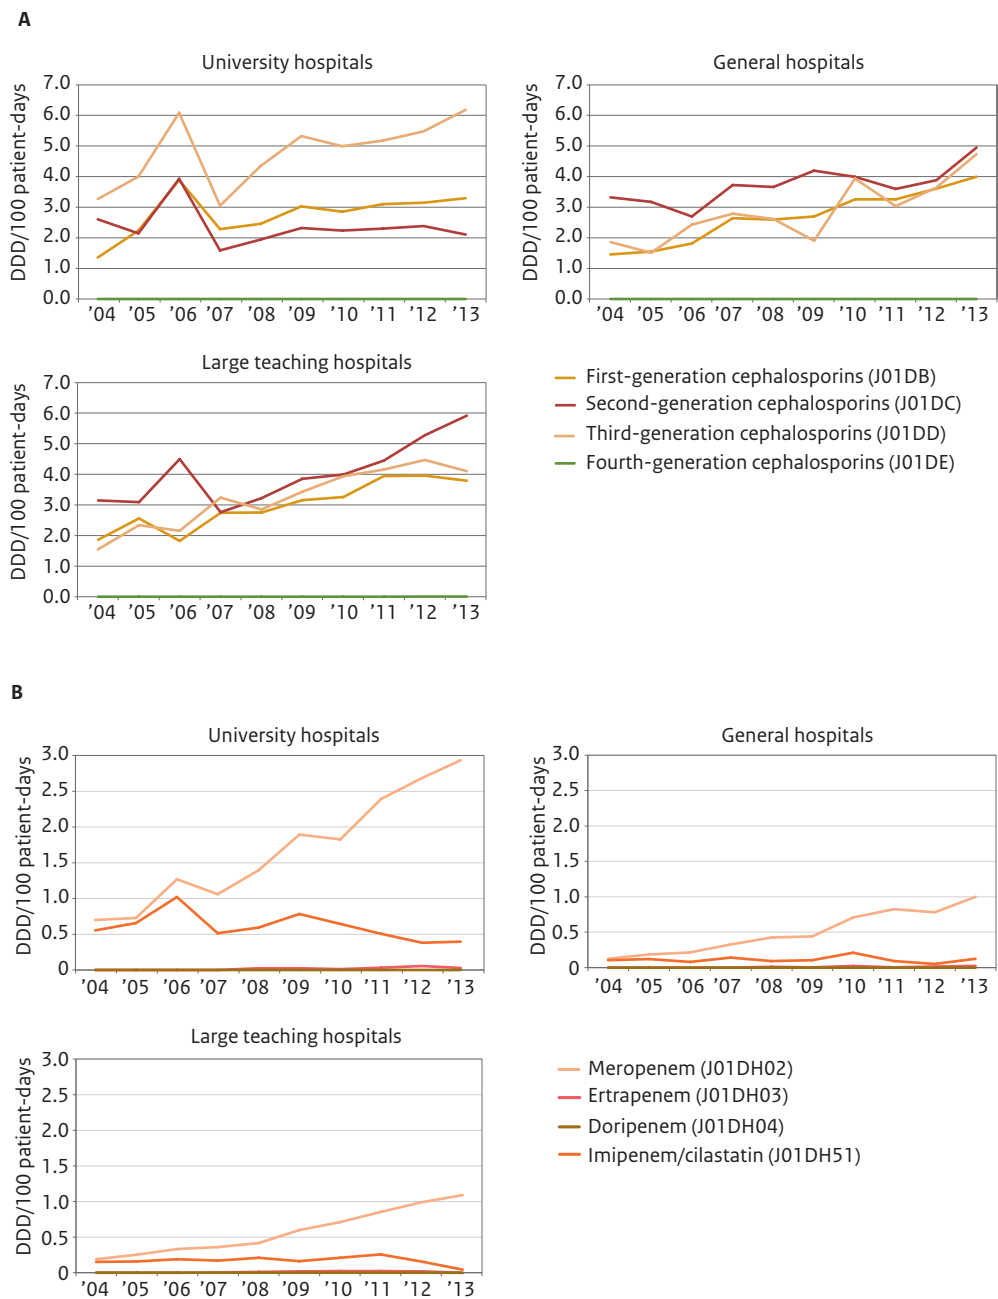 A
University hospitals
DDD/100 patient-days
7.0
6.0
5.0
4.0
3.0
2.0
1.0
0.0
’04 ’05 ’06 ’07 ’08 ’09 ’10 ’11 ’12 ’13
General hospitals
DDD/100 patient-days
7.0
6.0
5.0
4.0
3.0
2.0
1.0
0.0
’04 ’05 ’06 ’07 ’08 ’09 ’10 ’11 ’12 ’13
Large teaching hospitals
DDD/100 patient-days
7.0
6.0
5.0
4.0
3.0
2.0
1.0
0.0
’04 ’05 ’06 ’07 ’08 ’09 ’10 ’11 ’12 ’13
First-generation cephalosporins (J01DB)
Second-generation cephalosporins (J01DC)
Third-generation cephalosporins (J01DD)
Fourth-generation cephalosporins (J01DE)
B
University hospitals
DDD/100 patient-days
3.0
2.5
2.0
1.5
1.0
0.5
0
’04 ’05 ’06 ’07 ’08 ’09 ’10 ’11 ’12 ’13
General hospitals
DDD/100 patient-days
3.0
2.5
2.0
1.5
1.0
0.5
0
’04 ’05 ’06 ’07 ’08 ’09 ’10 ’11 ’12 ’13
Large teaching hospitals
DDD/100 patient-days
3.0
2.5
2.0
1.5
1.0
0.5
0
’04 ’05 ’06 ’07 ’08 ’09 ’10 ’11 ’12 ’13
Meropenem (J01DH02)
Ertrapenem (J01DH03)
Doripenem (J01DH04)
Imipenem/cilastatin (J01DH51)